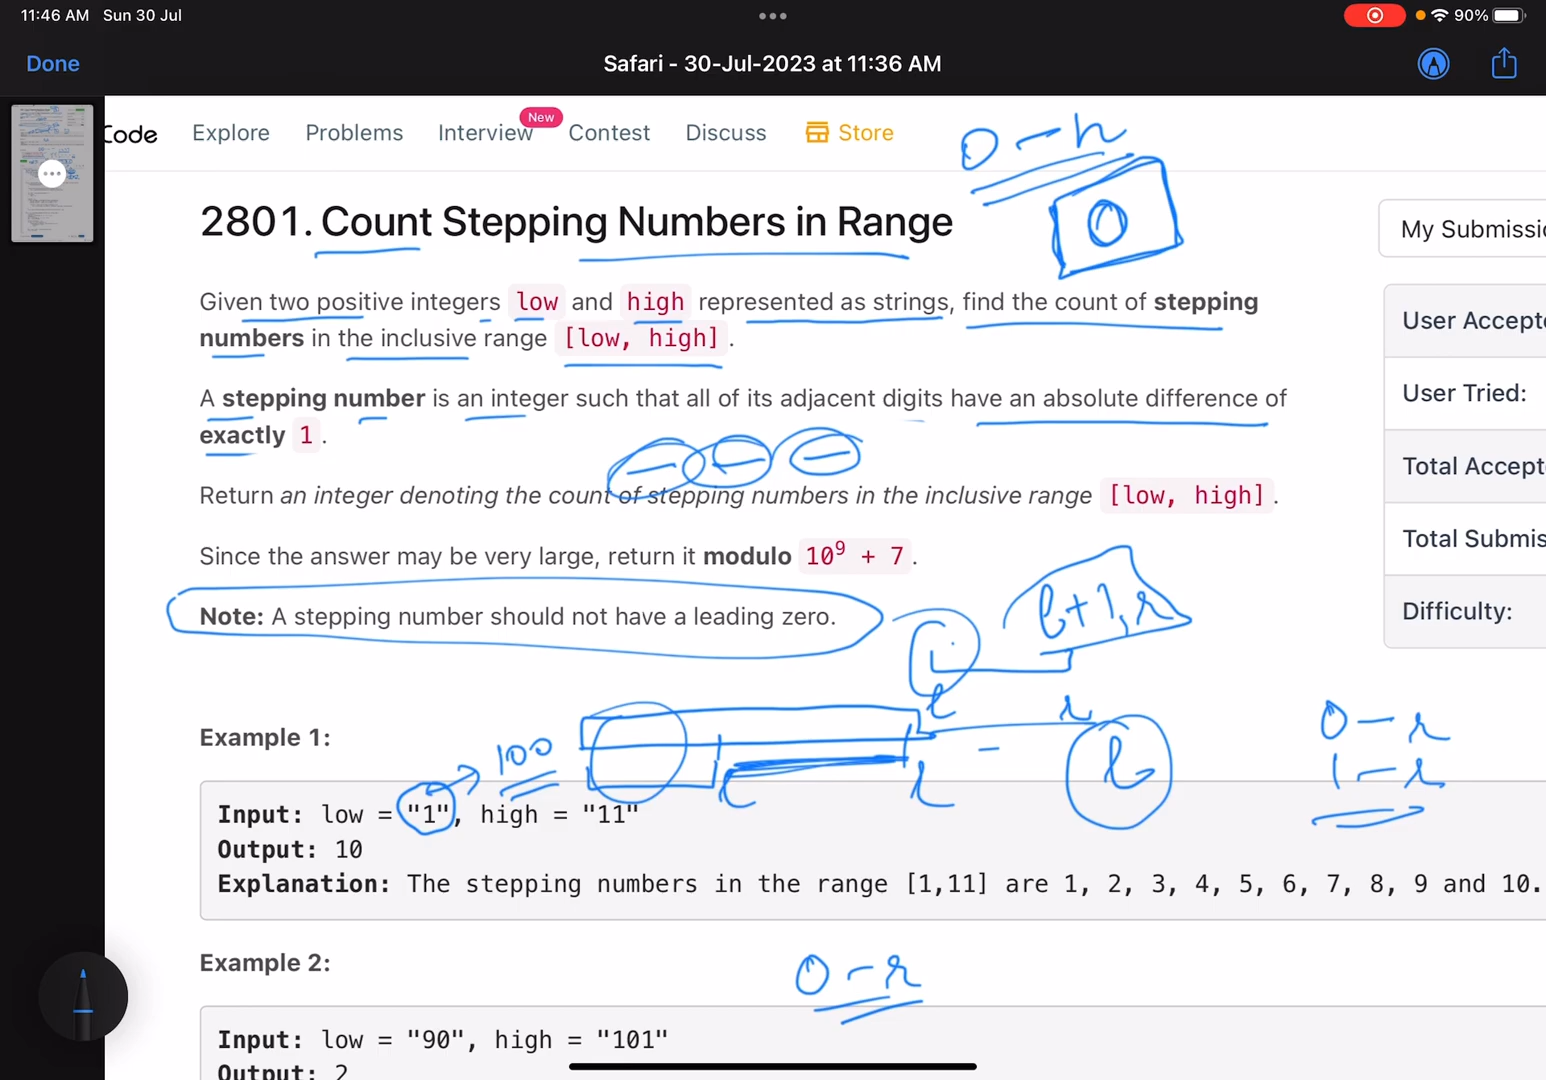 11:46 AM Sun 30 Jul
90%
Done
Safari - 30-Jul-2023 at 11:36 AM
Code Explore Problems Interview New Contest Discuss Store
0 - n
0
2801. Count Stepping Numbers in Range
My Submissi
Given two positive integers low and high represented as strings, find the count of stepping
numbers in the inclusive range [low, high].
User Accept
A stepping number is an integer such that all of its adjacent digits have an absolute difference of
exactly 1.
User Tried:
Total Accept
Return an integer denoting the count of stepping numbers in the inclusive range [low, high].
Total Submis
Since the answer may be very large, return it modulo 10⁹ + 7.
Difficulty:
Note: A stepping number should not have a leading zero.
l+1, r
l r
0 - r
1 - r
Example 1:
100
l
Input: low = "1", high = "11"
Output: 10
Explanation: The stepping numbers in the range [1,11] are 1, 2, 3, 4, 5, 6, 7, 8, 9 and 10.
Example 2:
0 - r
Input: low = "90", high = "101"
Output: 2